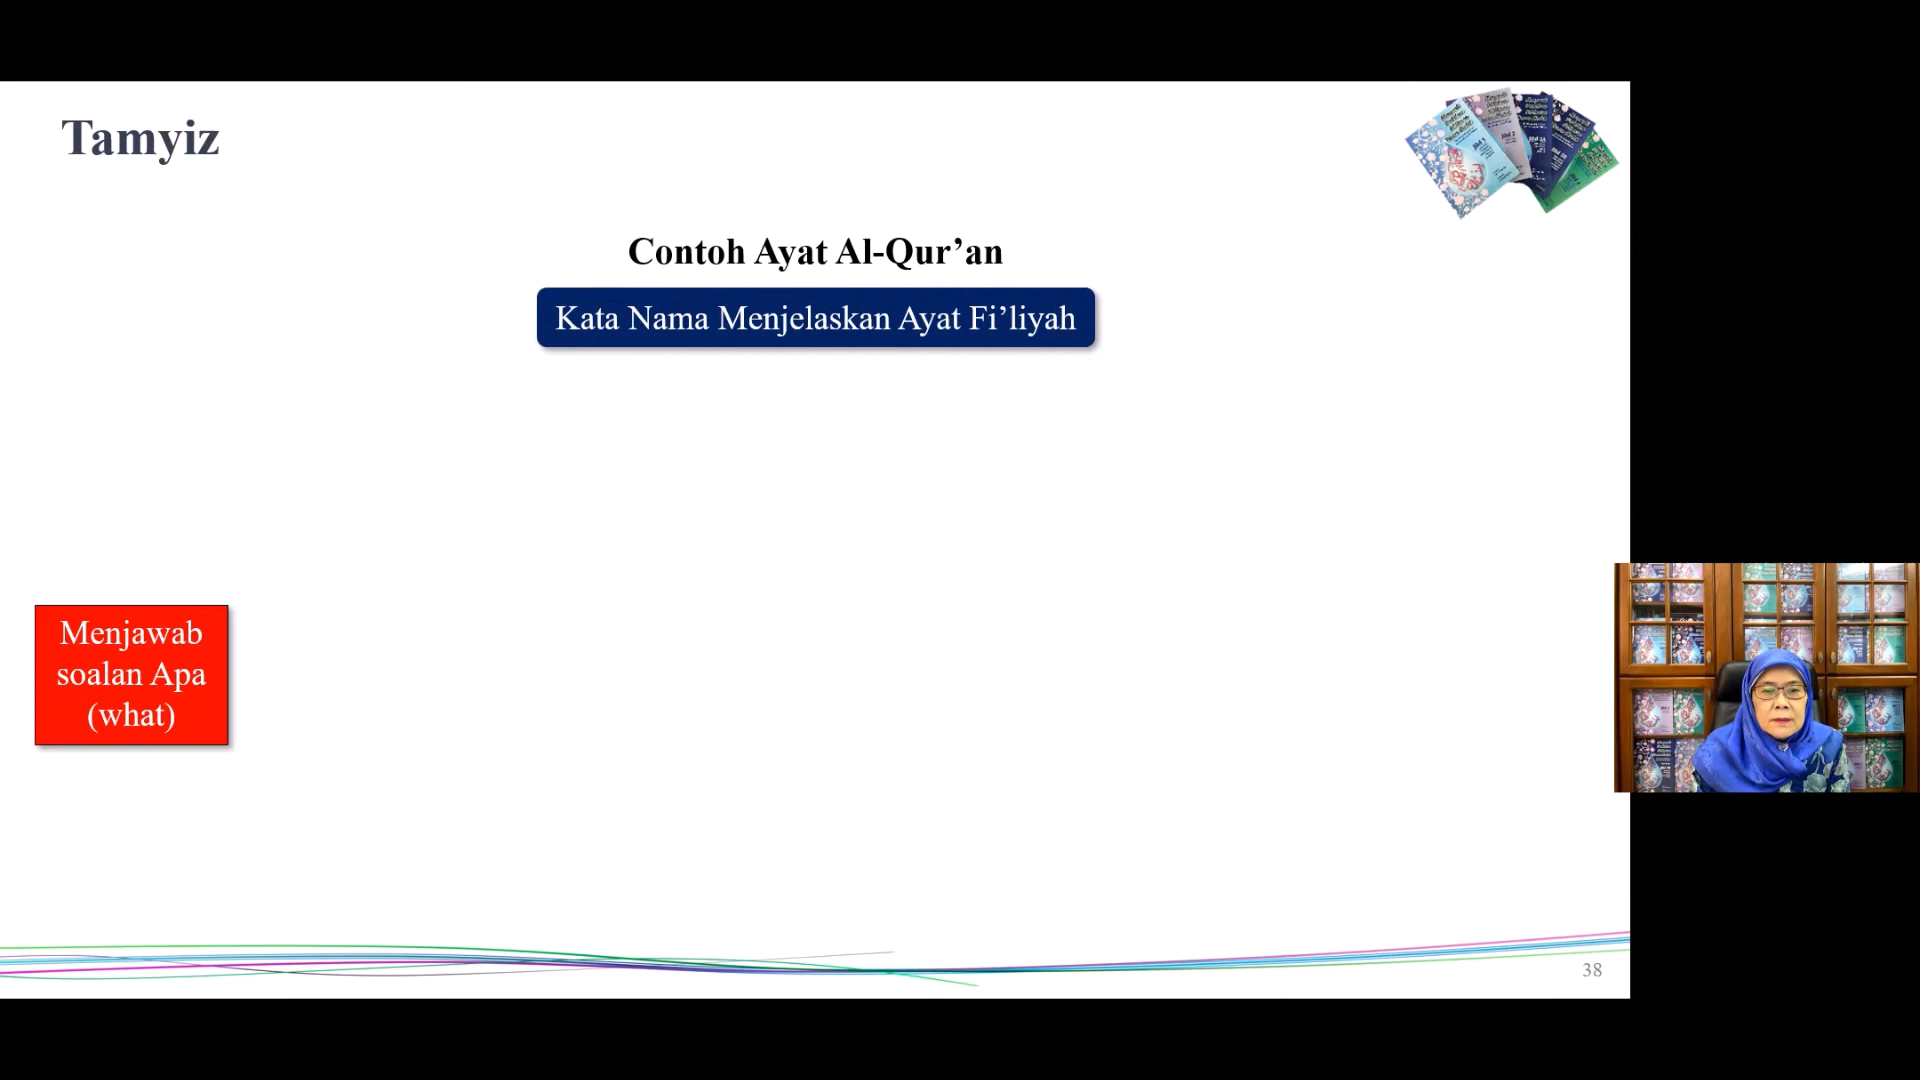 Tamyiz
Contoh Ayat Al-Qur’an
Kata Nama Menjelaskan Ayat Fi’liyah
Menjawab
soalan Apa
(what)
38